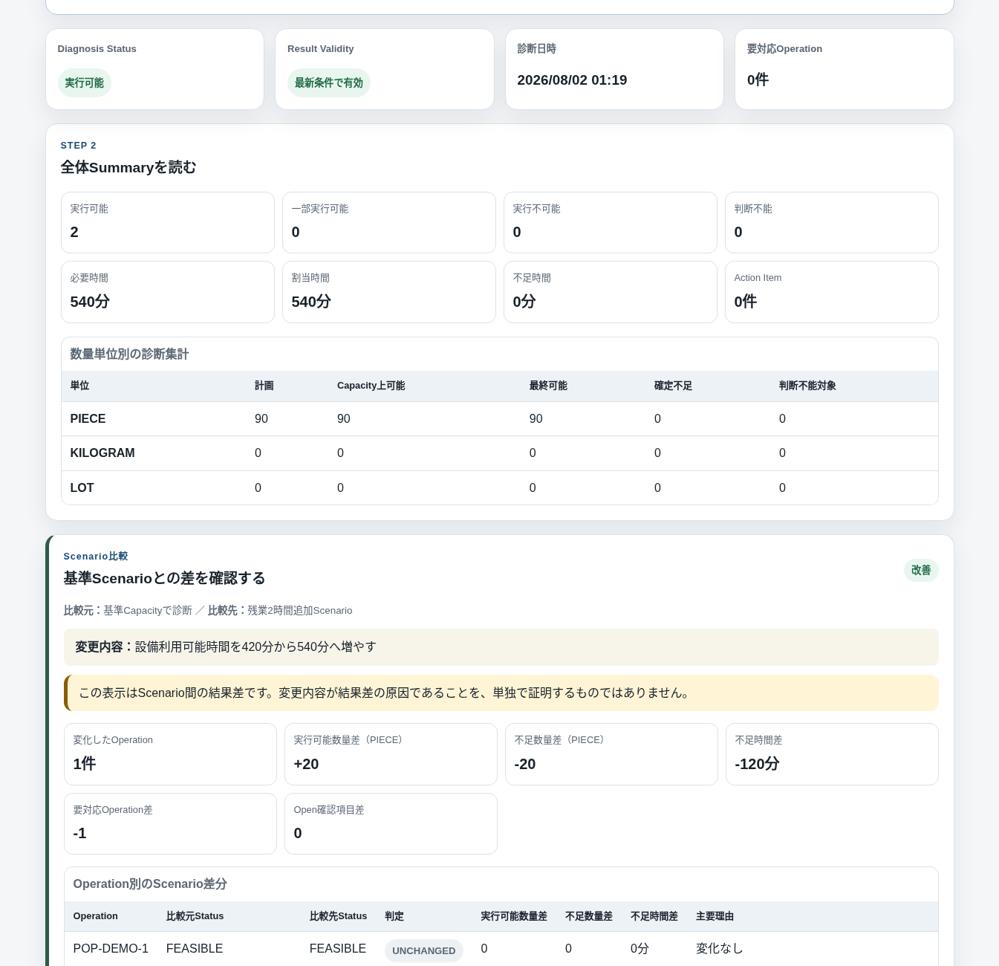 Diagnosis Status
実行可能
Result Validity
最新条件で有効
診断日時
2026/08/02 01:19
要対応Operation
0件
STEP 2
全体Summaryを読む
実行可能
2
一部実行可能
0
実行不可能
0
判断不能
0
必要時間
540分
割当時間
540分
不足時間
0分
Action Item
0件
数量単位別の診断集計
単位 計画 Capacity上可能 最終可能 確定不足 判断不能対象
PIECE 90 90 90 0 0
KILOGRAM 0 0 0 0 0
LOT 0 0 0 0 0
Scenario比較
基準Scenarioとの差を確認する
改善
比較元：基準Capacityで診断 ／ 比較先：残業2時間追加Scenario
変更内容：設備利用可能時間を420分から540分へ増やす
この表示はScenario間の結果差です。変更内容が結果差の原因であることを、単独で証明するものではありません。
変化したOperation
1件
実行可能数量差（PIECE）
+20
不足数量差（PIECE）
-20
不足時間差
-120分
要対応Operation差
-1
Open確認項目差
0
Operation別のScenario差分
Operation 比較元Status 比較先Status 判定 実行可能数量差 不足数量差 不足時間差 主要理由
POP-DEMO-1 FEASIBLE FEASIBLE UNCHANGED 0 0 0分 変化なし